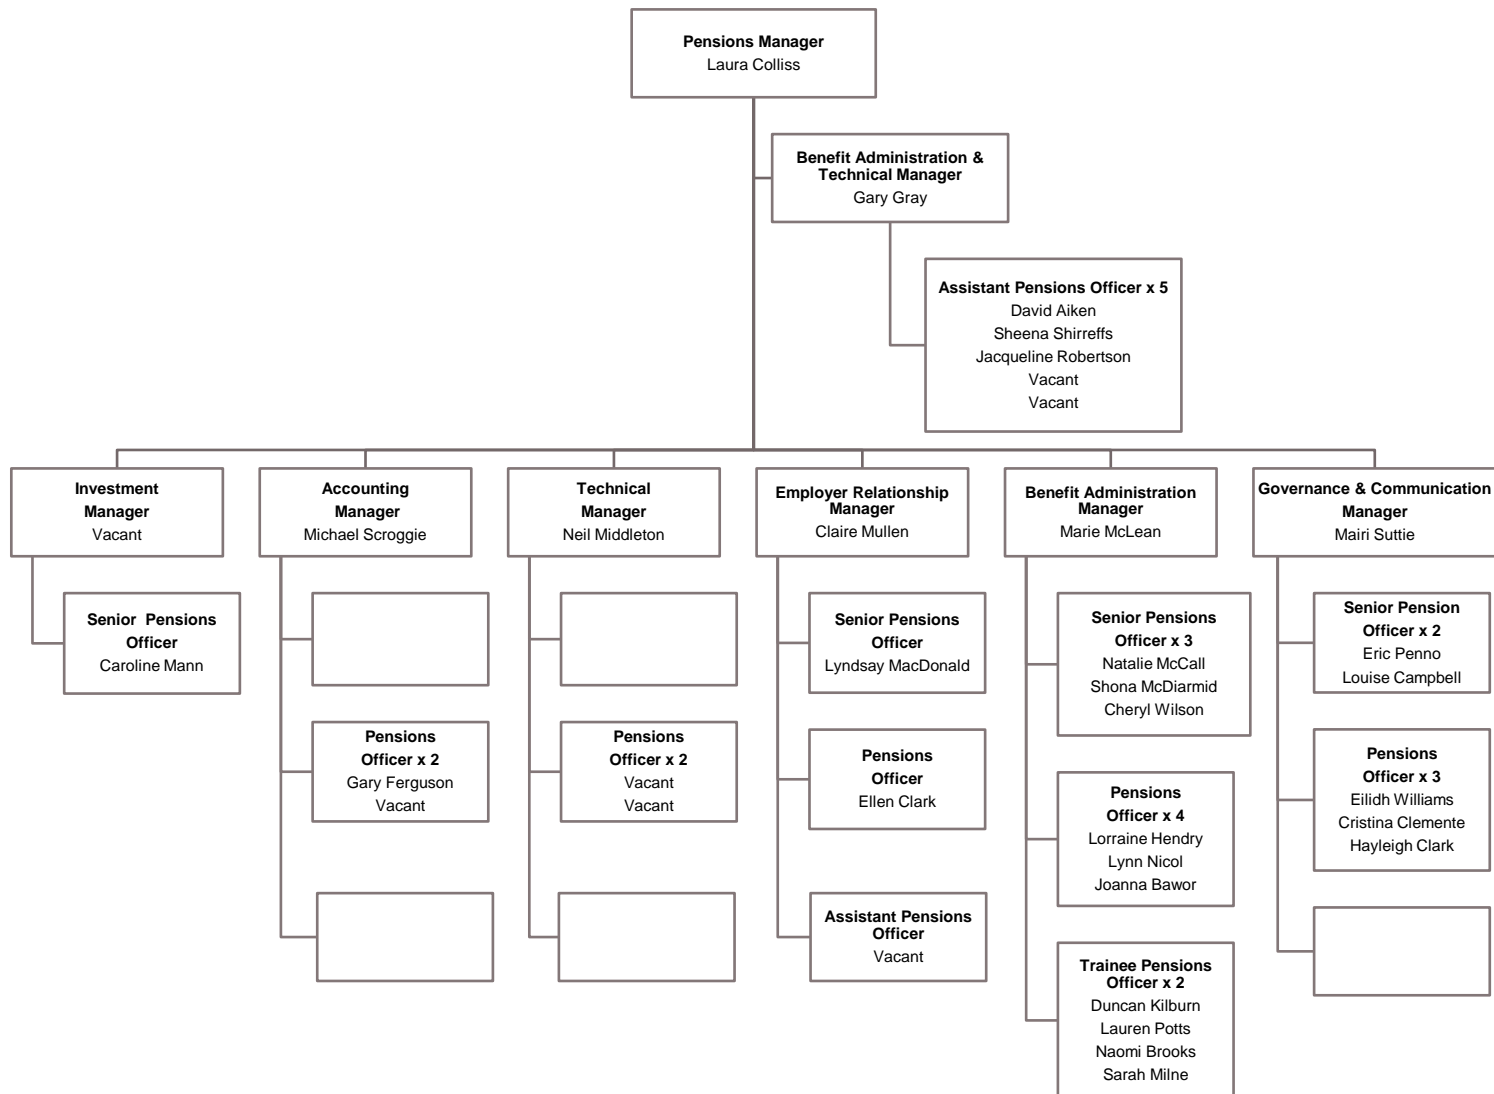 Pensions Manager
Laura Colliss
Benefit Administration &
Technical Manager
Gary Gray
Assistant Pensions Officer x 5
David Aiken
Sheena Shirreffs
Jacqueline Robertson
Vacant
Vacant
Investment
Manager
Vacant
Accounting
Manager
Michael Scroggie
Technical
Manager
Neil Middleton
Employer Relationship
Manager
Claire Mullen
Benefit Administration
Manager
Marie McLean
Governance & Communication
Manager
Mairi Suttie
Senior Pensions
Officer
Caroline Mann
Pensions
Officer x 2
Gary Ferguson
Vacant
Pensions
Officer x 2
Vacant
Vacant
Senior Pensions
Officer
Lyndsay MacDonald
Pensions
Officer
Ellen Clark
Assistant Pensions
Officer
Vacant
Senior Pensions
Officer x 3
Natalie McCall
Shona McDiarmid
Cheryl Wilson
Pensions
Officer x 4
Lorraine Hendry
Lynn Nicol
Joanna Bawor
Trainee Pensions
Officer x 2
Duncan Kilburn
Lauren Potts
Naomi Brooks
Sarah Milne
Senior Pension
Officer x 2
Eric Penno
Louise Campbell
Pensions
Officer x 3
Eilidh Williams
Cristina Clemente
Hayleigh Clark